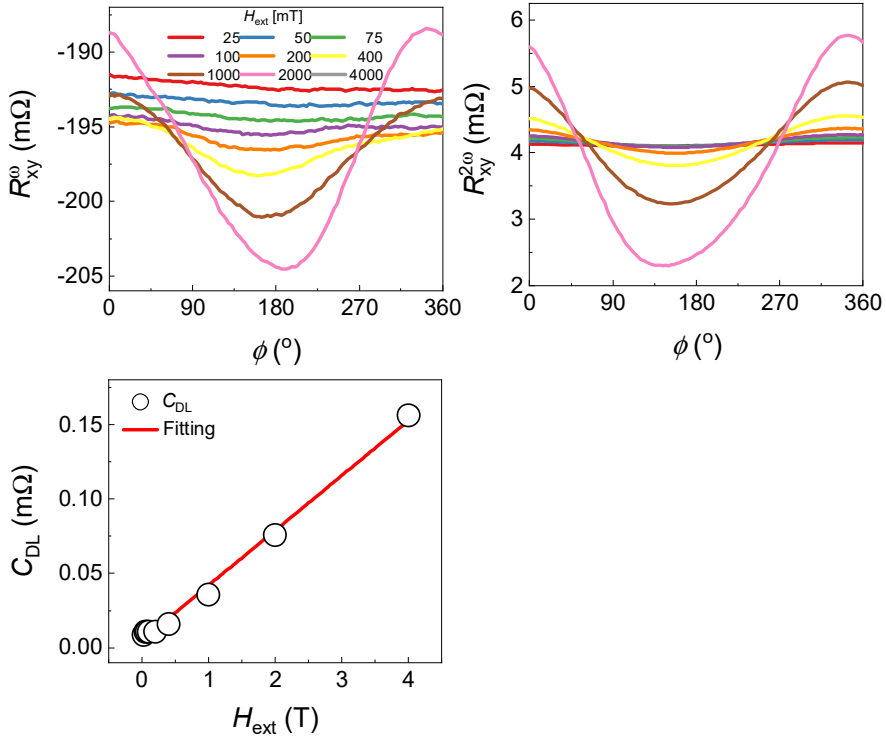 H_ext [mT]
25 50 75
100 200 400
1000 2000 4000
-190
-195
-200
-205
R^ω_xy (mΩ)
0 90 180 270 360
ϕ (°)
6
5
4
3
2
R^2ω_xy (mΩ)
0 90 180 270 360
ϕ (°)
C_DL
Fitting
0.15
0.10
0.05
0.00
C_DL (mΩ)
0 1 2 3 4
H_ext (T)